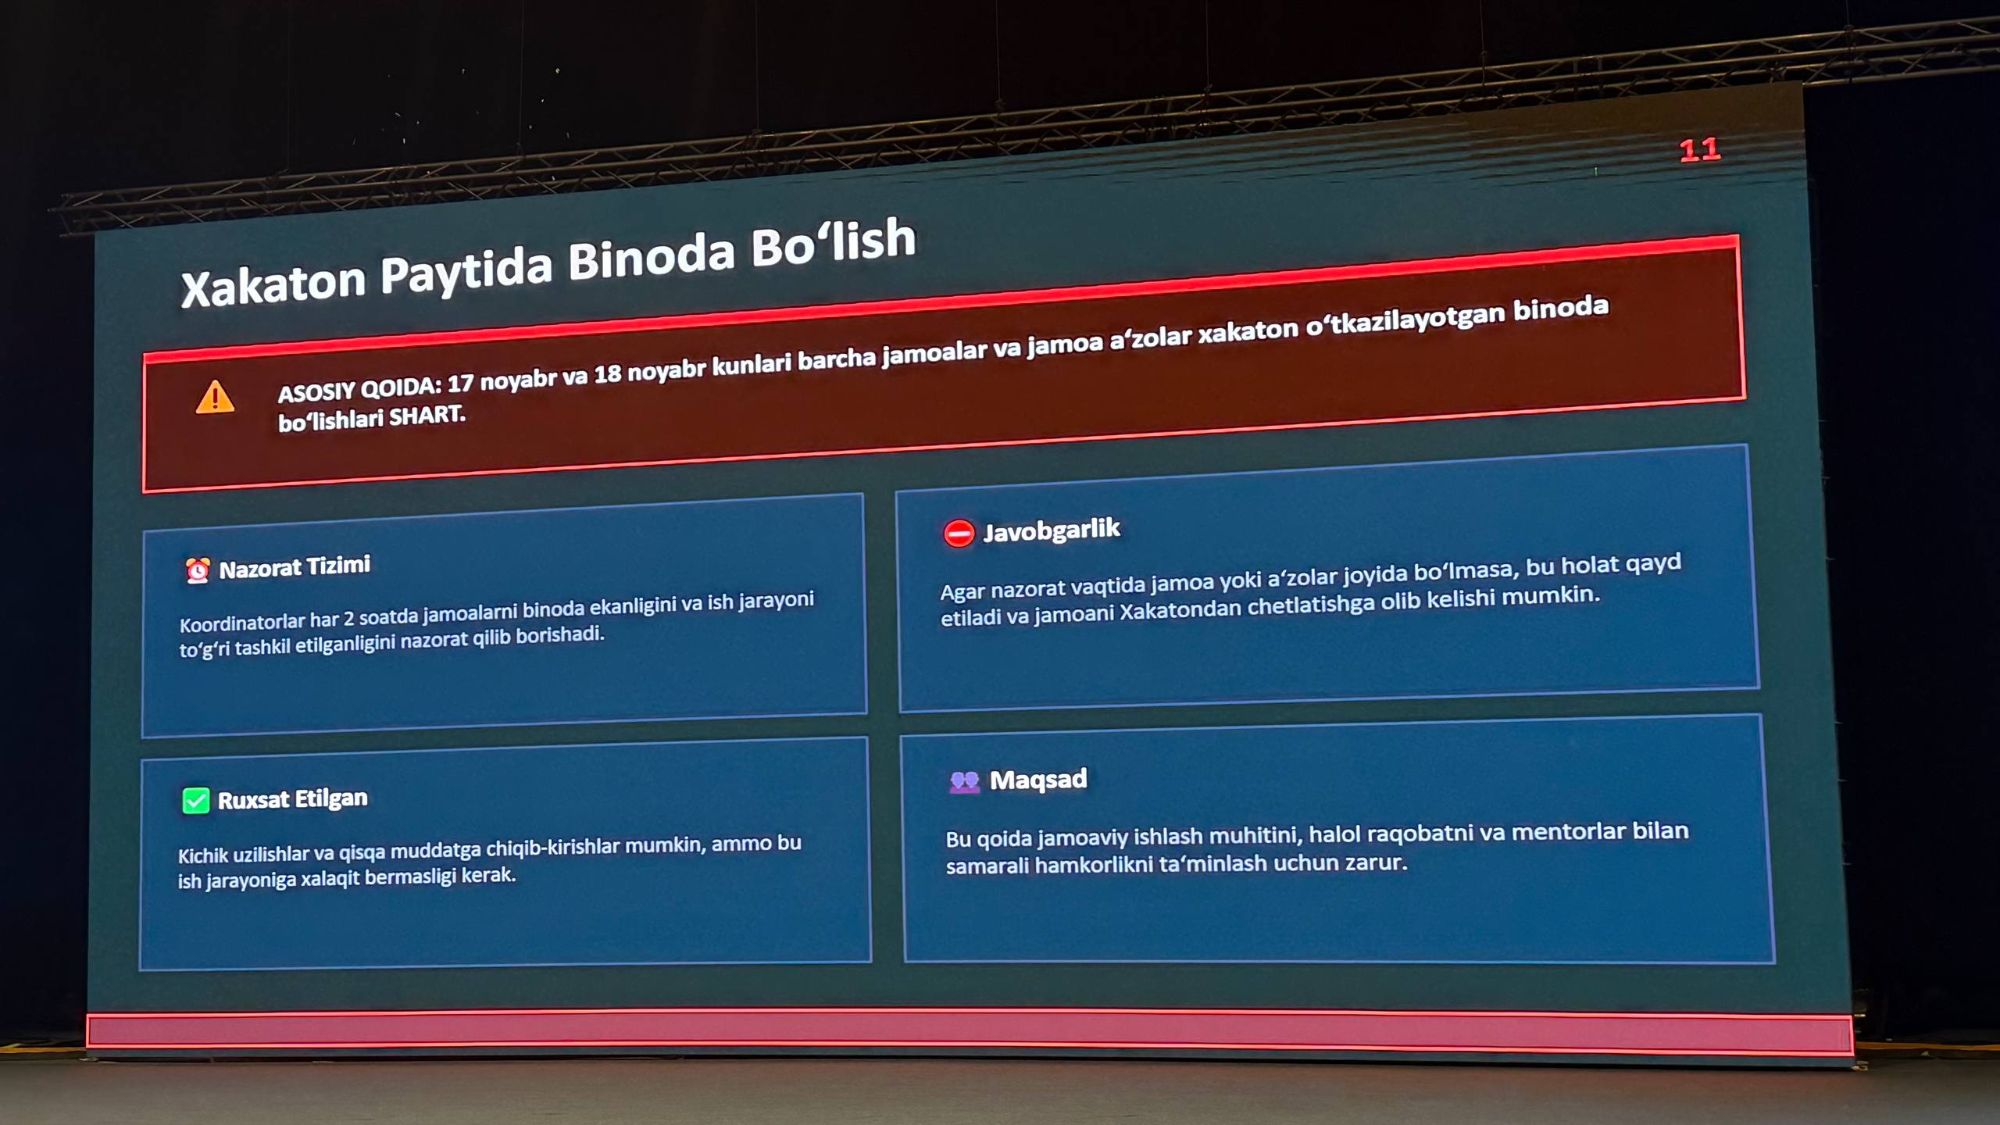 11
Xakaton Paytida Binoda Bo‘lish
ASOSIY QOIDA: 17 noyabr va 18 noyabr kunlari barcha jamoalar va jamoa a‘zolar xakaton o‘tkazilayotgan binoda
bo‘lishlari SHART.
Nazorat Tizimi
Koordinatorlar har 2 soatda jamoalarni binoda ekanligini va ish jarayoni
to‘g‘ri tashkil etilganligini nazorat qilib borishadi.
Javobgarlik
Agar nazorat vaqtida jamoa yoki a‘zolar joyida bo‘lmasa, bu holat qayd
etiladi va jamoani Xakatondan chetlatishga olib kelishi mumkin.
Ruxsat Etilgan
Kichik uzilishlar va qisqa muddatga chiqib-kirishlar mumkin, ammo bu
ish jarayoniga xalaqit bermasligi kerak.
Maqsad
Bu qoida jamoaviy ishlash muhitini, halol raqobatni va mentorlar bilan
samarali hamkorlikni ta‘minlash uchun zarur.